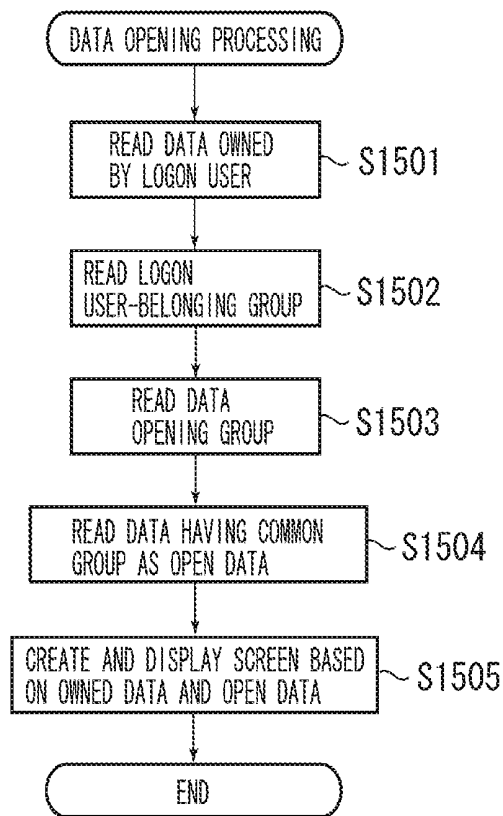 DATA OPENING PROCESSING
READ DATA OWNED
BY LOGON USER
S1501
READ LOGON
USER-BELONGING GROUP
S1502
READ DATA
OPENING GROUP
S1503
READ DATA HAVING COMMON
GROUP AS OPEN DATA
S1504
CREATE AND DISPLAY SCREEN BASED
ON OWNED DATA AND OPEN DATA
S1505
END